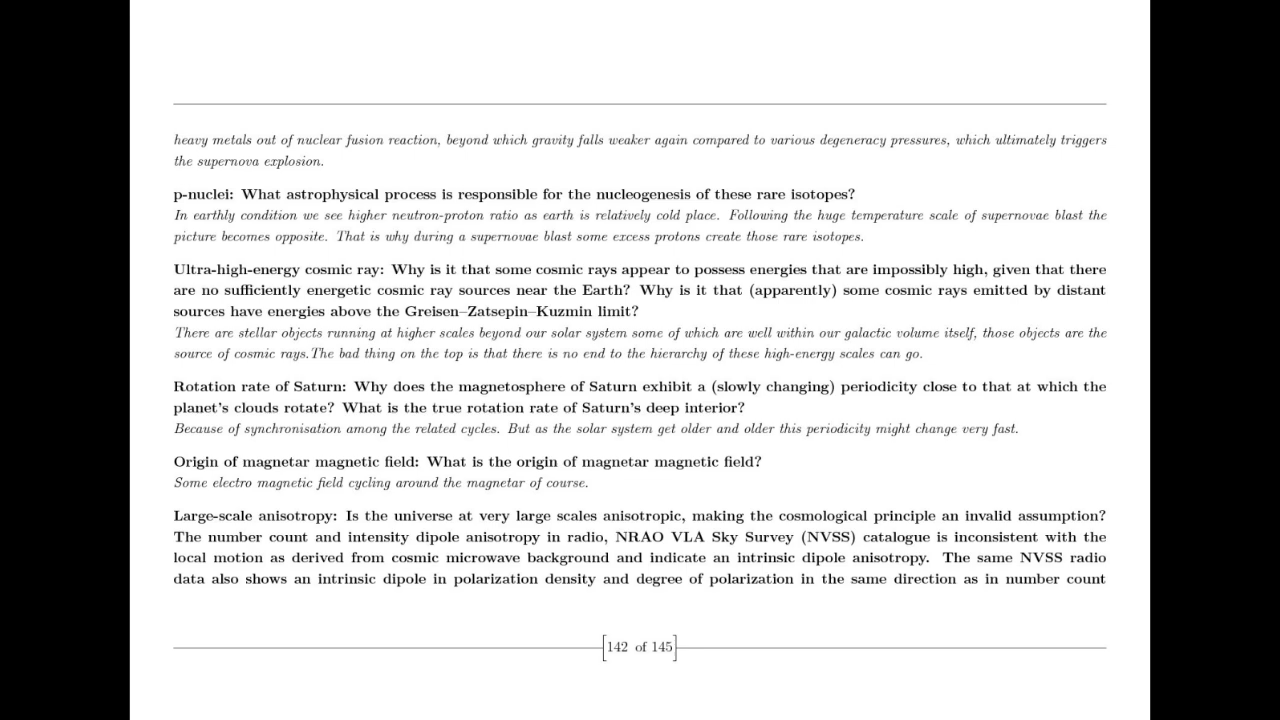 heavy metals out of nuclear fusion reaction, beyond which gravity falls weaker again compared to various degeneracy pressures, which ultimately triggers
the supernova explosion.
p-nuclei: What astrophysical process is responsible for the nucleogenesis of these rare isotopes?
In earthly condition we see higher neutron-proton ratio as earth is relatively cold place. Following the huge temperature scale of supernovae blast the
picture becomes opposite. That is why during a supernovae blast some excess protons create those rare isotopes.
Ultra-high-energy cosmic ray: Why is it that some cosmic rays appear to possess energies that are impossibly high, given that there
are no sufficiently energetic cosmic ray sources near the Earth? Why is it that (apparently) some cosmic rays emitted by distant
sources have energies above the Greisen–Zatsepin–Kuzmin limit?
There are stellar objects running at higher scales beyond our solar system some of which are well within our galactic volume itself, those objects are the
source of cosmic rays.The bad thing on the top is that there is no end to the hierarchy of these high-energy scales can go.
Rotation rate of Saturn: Why does the magnetosphere of Saturn exhibit a (slowly changing) periodicity close to that at which the
planet's clouds rotate? What is the true rotation rate of Saturn's deep interior?
Because of synchronisation among the related cycles. But as the solar system get older and older this periodicity might change very fast.
Origin of magnetar magnetic field: What is the origin of magnetar magnetic field?
Some electro magnetic field cycling around the magnetar of course.
Large-scale anisotropy: Is the universe at very large scales anisotropic, making the cosmological principle an invalid assumption?
The number count and intensity dipole anisotropy in radio, NRAO VLA Sky Survey (NVSS) catalogue is inconsistent with the
local motion as derived from cosmic microwave background and indicate an intrinsic dipole anisotropy. The same NVSS radio
data also shows an intrinsic dipole in polarization density and degree of polarization in the same direction as in number count
[142 of 145]